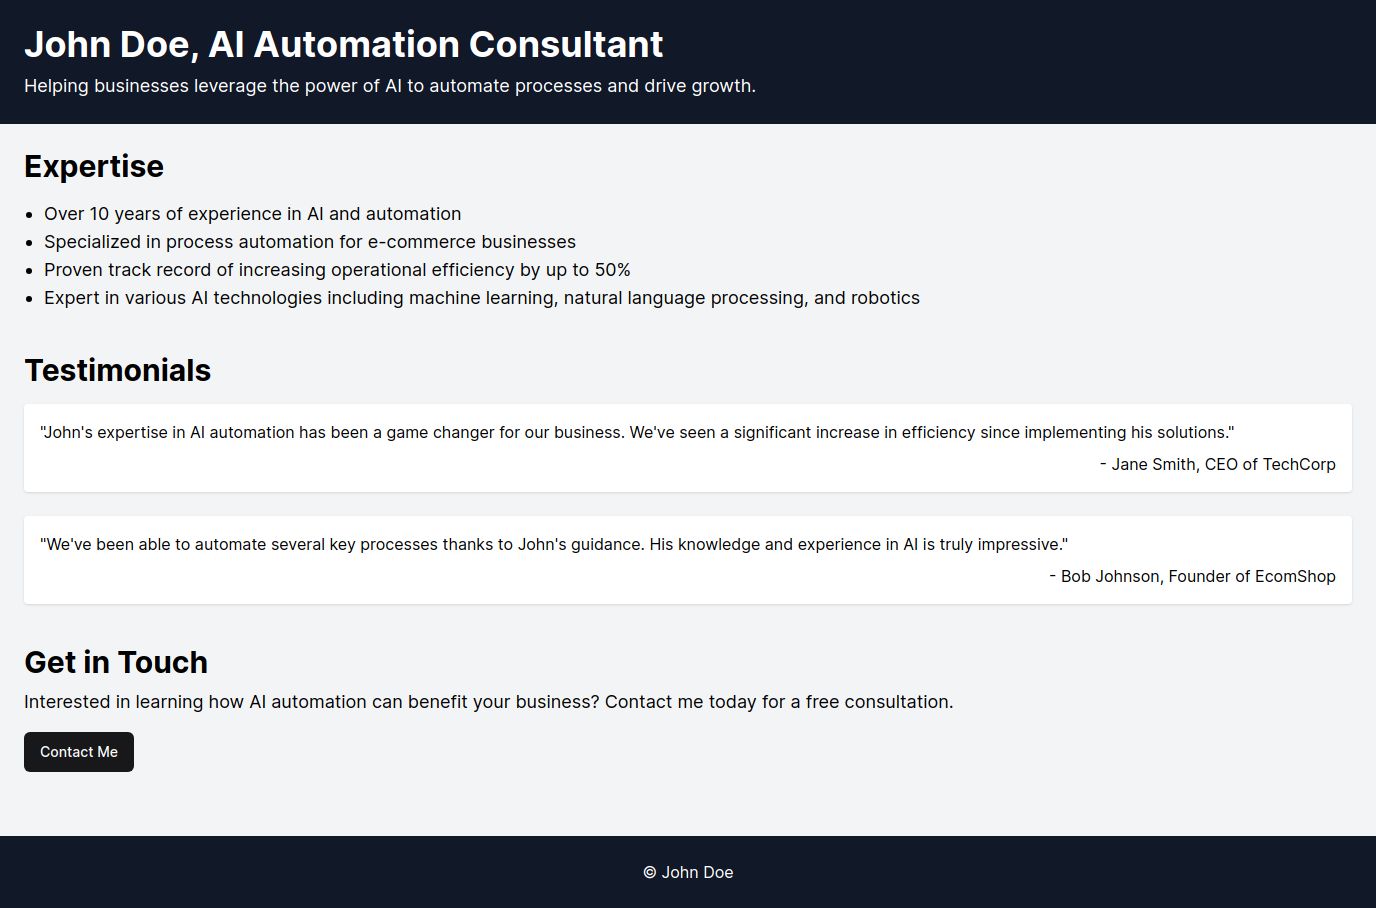 John Doe, AI Automation Consultant
Helping businesses leverage the power of AI to automate processes and drive growth.
Expertise
• Over 10 years of experience in AI and automation
• Specialized in process automation for e-commerce businesses
• Proven track record of increasing operational efficiency by up to 50%
• Expert in various AI technologies including machine learning, natural language processing, and robotics
Testimonials
"John's expertise in AI automation has been a game changer for our business. We've seen a significant increase in efficiency since implementing his solutions."
- Jane Smith, CEO of TechCorp
"We've been able to automate several key processes thanks to John's guidance. His knowledge and experience in AI is truly impressive."
- Bob Johnson, Founder of EcomShop
Get in Touch
Interested in learning how AI automation can benefit your business? Contact me today for a free consultation.
Contact Me
© John Doe